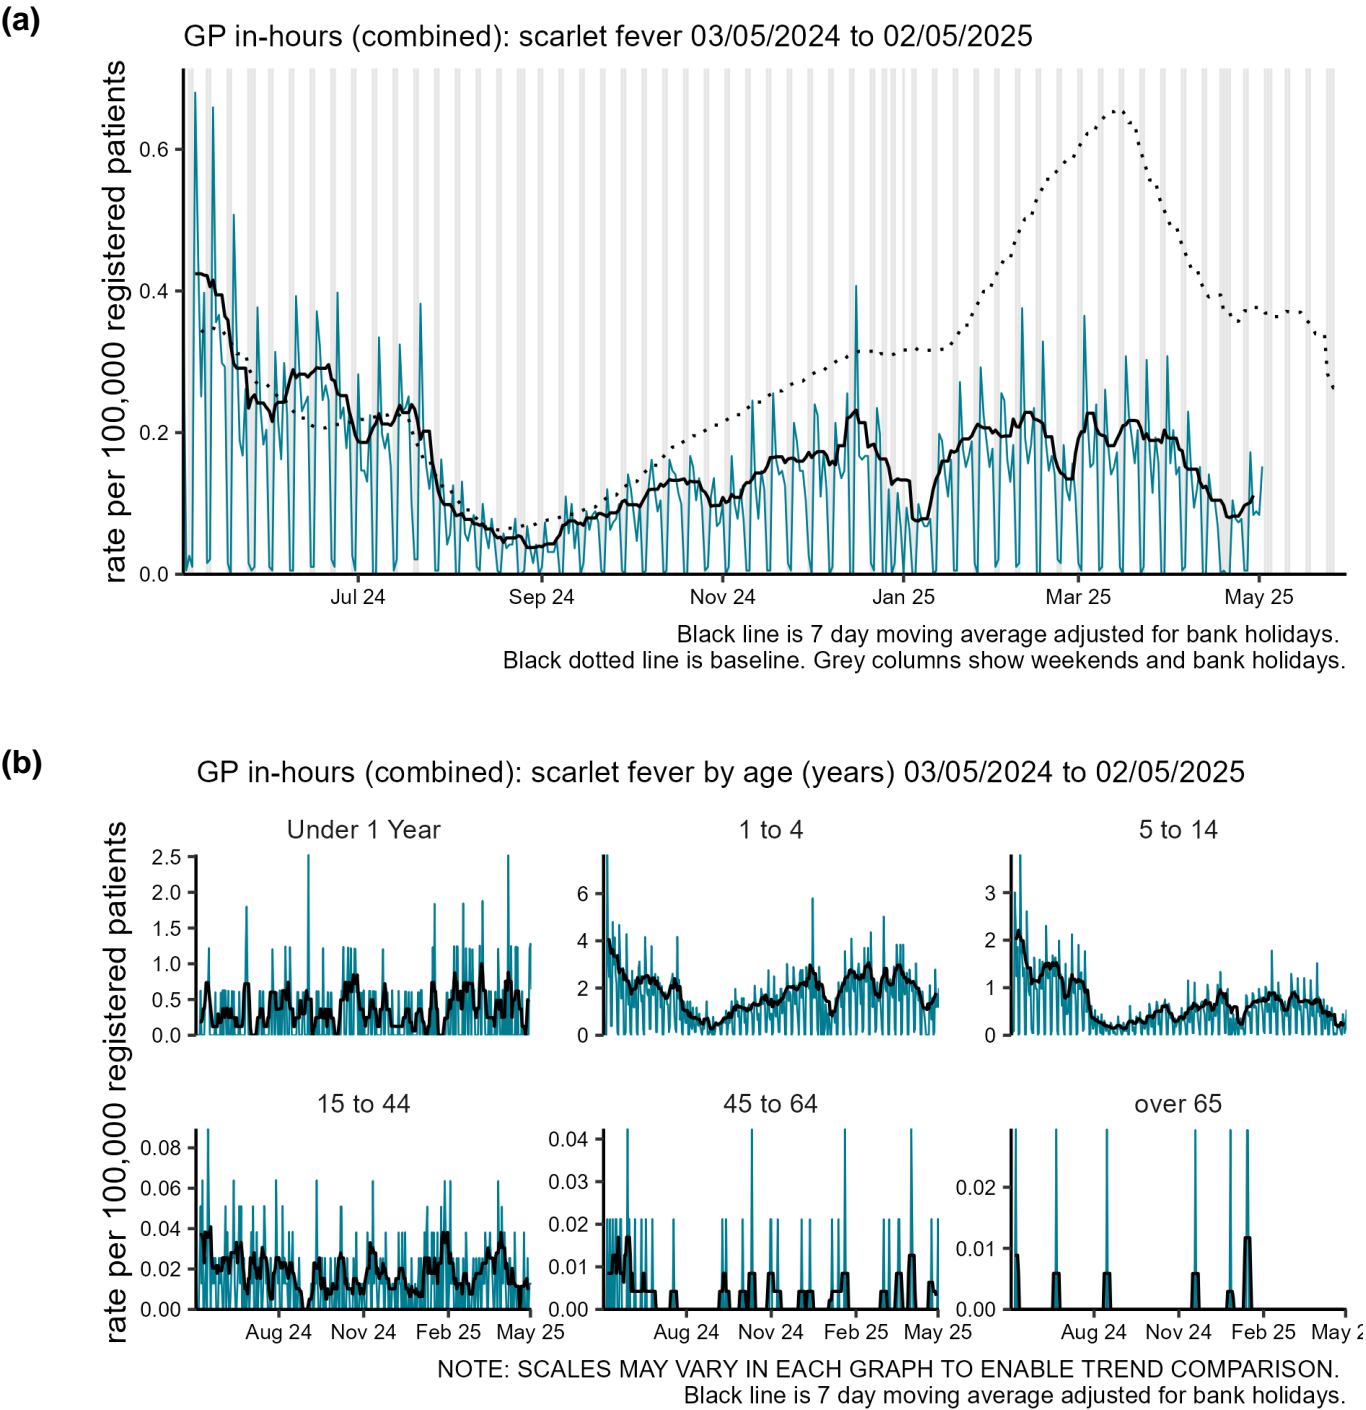 (a)
GP in-hours (combined): scarlet fever 03/05/2024 to 02/05/2025
rate per 100,000 registered patients
0.6
0.4
0.2
0.0
Jul 24 Sep 24 Nov 24 Jan 25 Mar 25 May 25
Black line is 7 day moving average adjusted for bank holidays.
Black dotted line is baseline. Grey columns show weekends and bank holidays.
(b)
GP in-hours (combined): scarlet fever by age (years) 03/05/2024 to 02/05/2025
rate per 100,000 registered patients
Under 1 Year
2.5
2.0
1.5
1.0
0.5
0.0
1 to 4
6
4
2
0
5 to 14
3
2
1
0
15 to 44
0.08
0.06
0.04
0.02
0.00
Aug 24 Nov 24 Feb 25 May 25
45 to 64
0.04
0.03
0.02
0.01
0.00
Aug 24 Nov 24 Feb 25 May 25
over 65
0.02
0.01
0.00
Aug 24 Nov 24 Feb 25 May 2
NOTE: SCALES MAY VARY IN EACH GRAPH TO ENABLE TREND COMPARISON.
Black line is 7 day moving average adjusted for bank holidays.